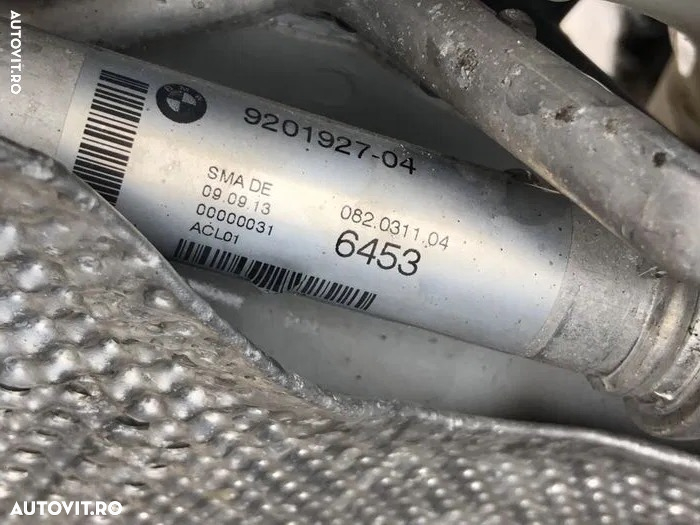 AUTOVIT.RO
9201927-04
SMA DE
09.09.13
00000031
ACL01
082.0311.04
6453
AUTOVIT.RO